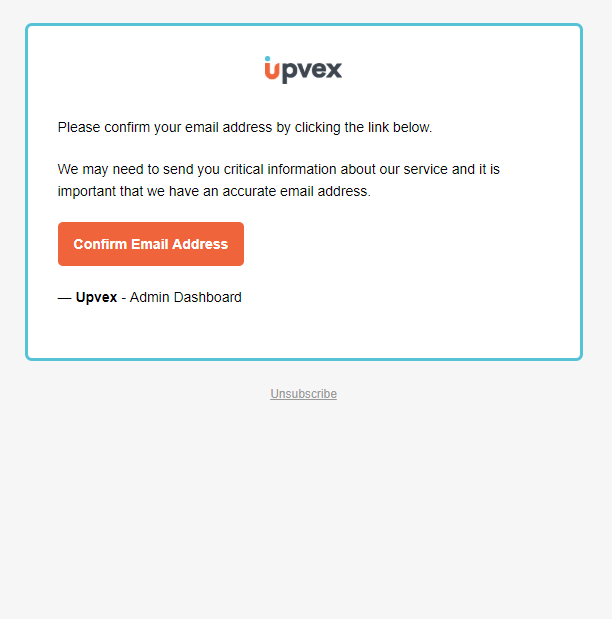 upvex
Please confirm your email address by clicking the link below.
We may need to send you critical information about our service and it is
important that we have an accurate email address.
Confirm Email Address
— Upvex - Admin Dashboard
Unsubscribe